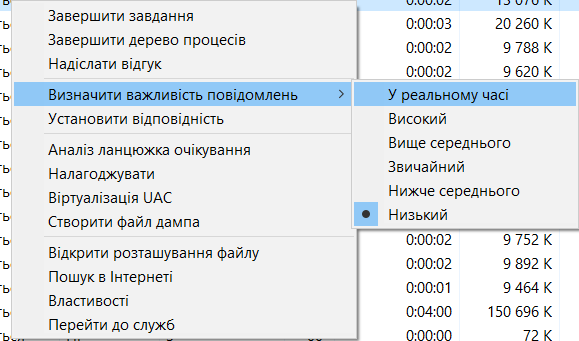 0:00:02 13 076 K
Завершити завдання 0:00:03 20 260 K
Завершити дерево процесів 0:00:02 9 788 K
Надіслати відгук 0:00:02 9 620 K
Визначити важливість повідомлень У реальному часі
Установити відповідність Високий
Вище середнього
Аналіз ланцюжка очікування Звичайний
Налагоджувати Нижче середнього
Віртуалізація UAC Низький
Створити файл дампа
0:00:02 9 752 K
Відкрити розташування файлу 0:00:02 9 892 K
Пошук в Інтернеті 0:00:01 9 464 K
Властивості 0:04:00 150 696 K
Перейти до служб 0:00:00 72 K